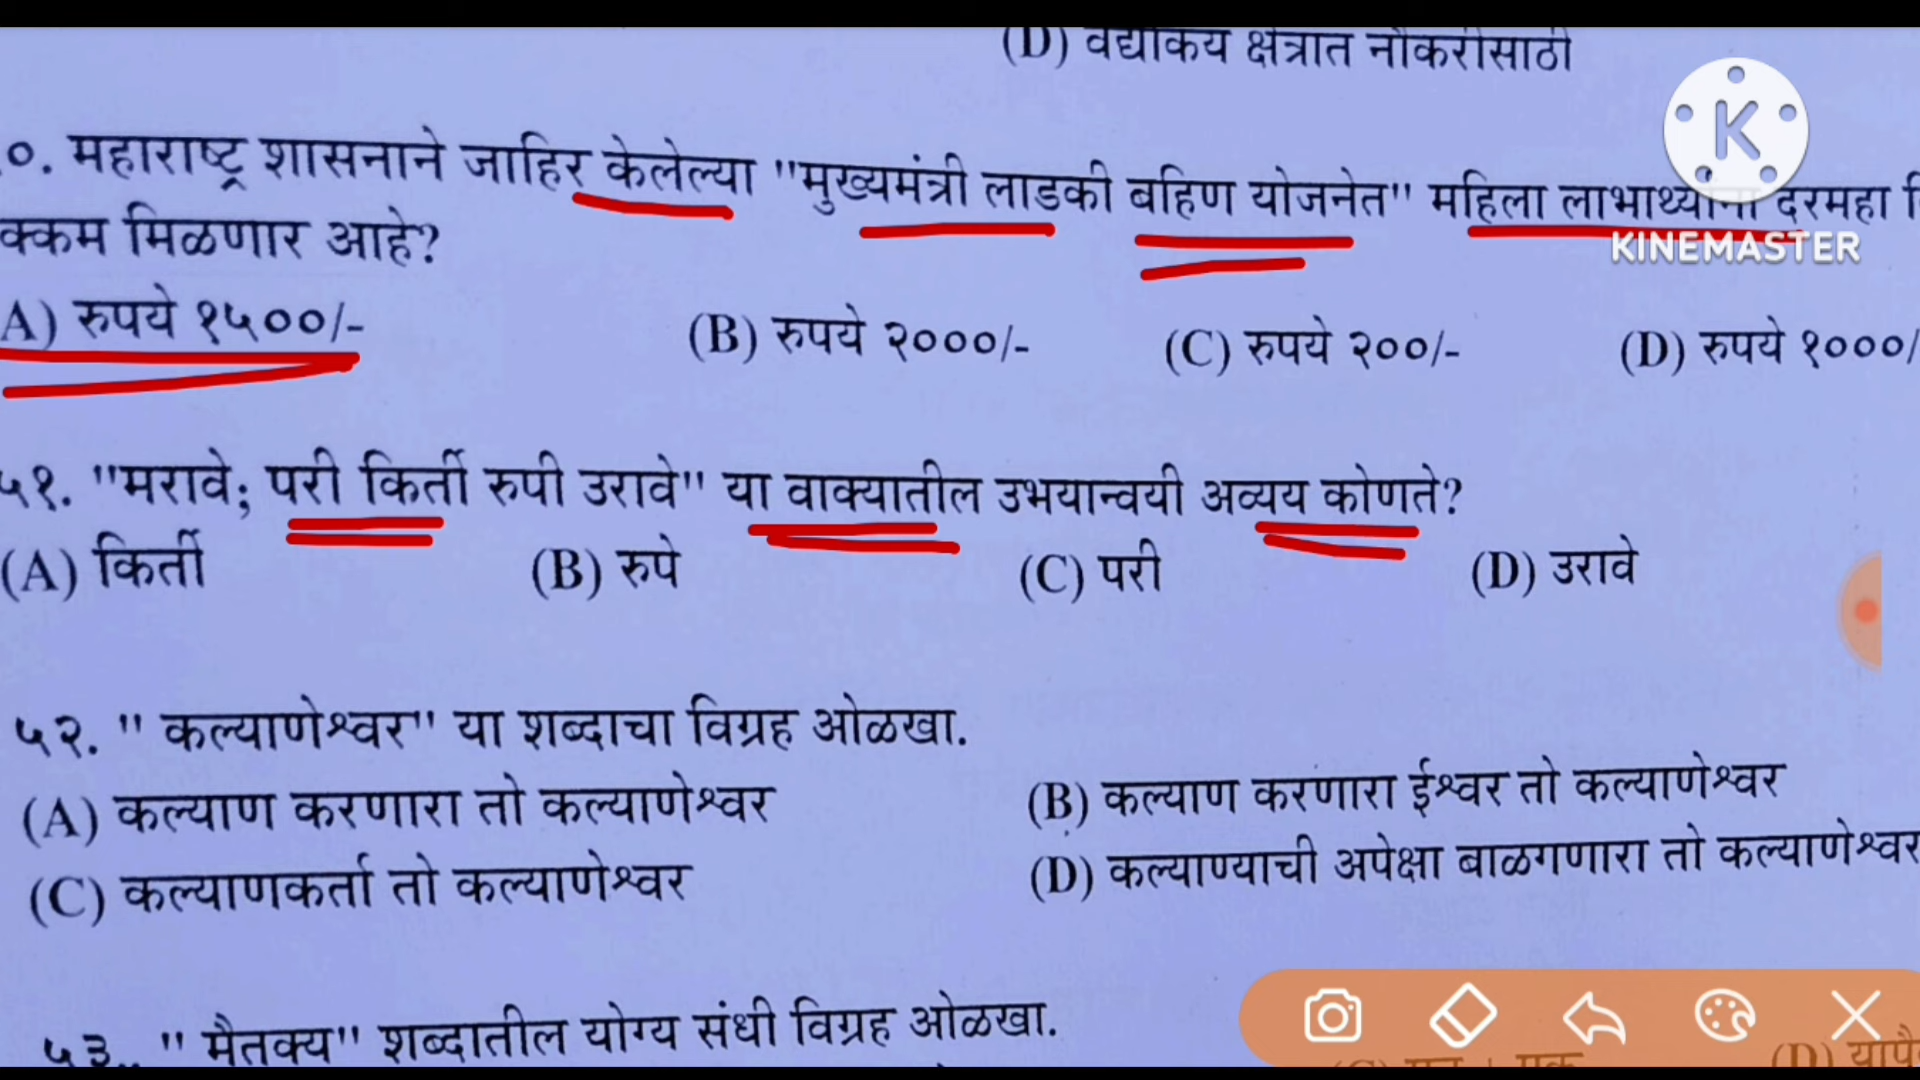 (D) वैद्यकिय क्षेत्रात नोकरीसाठी
K
०. महाराष्ट्र शासनाने जाहिर केलेल्या "मुख्यमंत्री लाडकी बहिण योजनेत" महिला लाभार्थ्यांना दरमहा
KINEMASTER
क्कम मिळणार आहे?
A) रुपये १५००/- (B) रुपये २०००/- (C) रुपये २००/- (D) रुपये १०००/
५१. "मरावे; परी किर्ती रुपी उरावे" या वाक्यातील उभयान्वयी अव्यय कोणते?
(A) किर्ती (B) रुपे (C) परी (D) उरावे
५२. " कल्याणेश्वर" या शब्दाचा विग्रह ओळखा.
(A) कल्याण करणारा तो कल्याणेश्वर (B) कल्याण करणारा ईश्वर तो कल्याणेश्वर
(C) कल्याणकर्ता तो कल्याणेश्वर (D) कल्याण्याची अपेक्षा बाळगणारा तो कल्याणेश्वर
५३.. " मैतक्य" शब्दातील योग्य संधी विग्रह ओळखा.